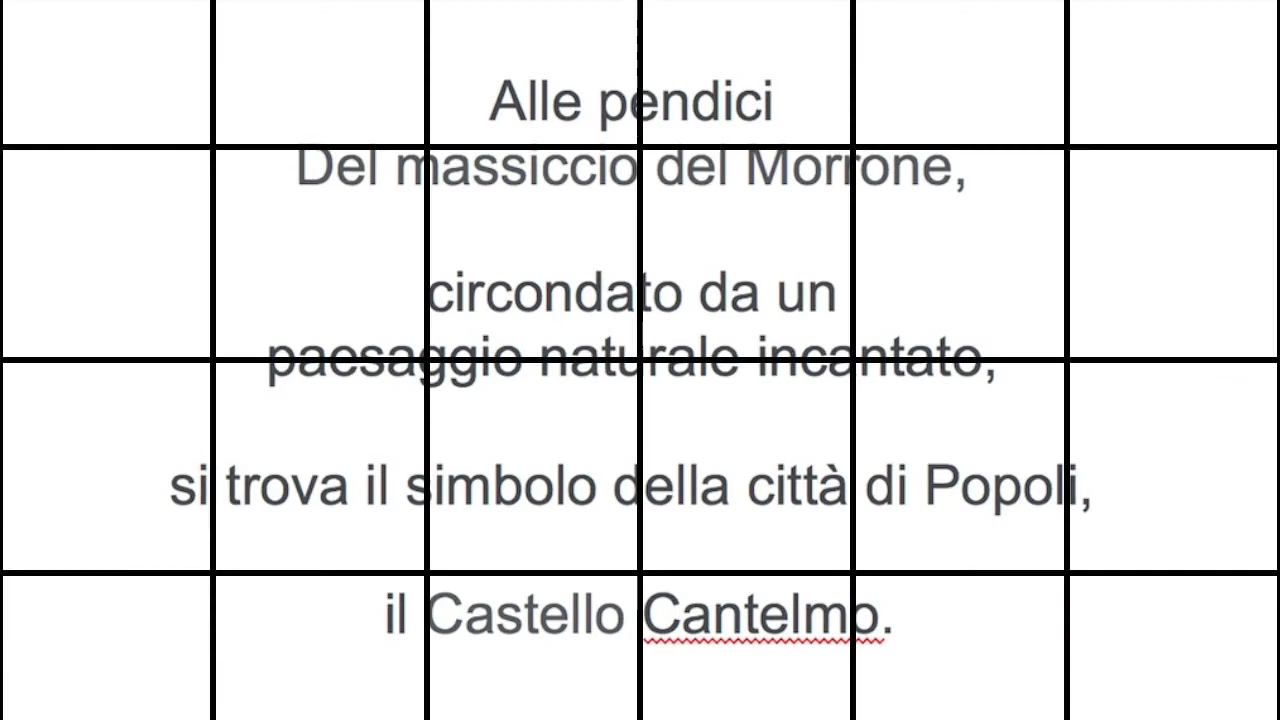 Alle pendici
Del massiccio del Morrone,
circondato da un
paesaggio naturale incantato,
si trova il simbolo della città di Popoli,
il Castello Cantelmo.